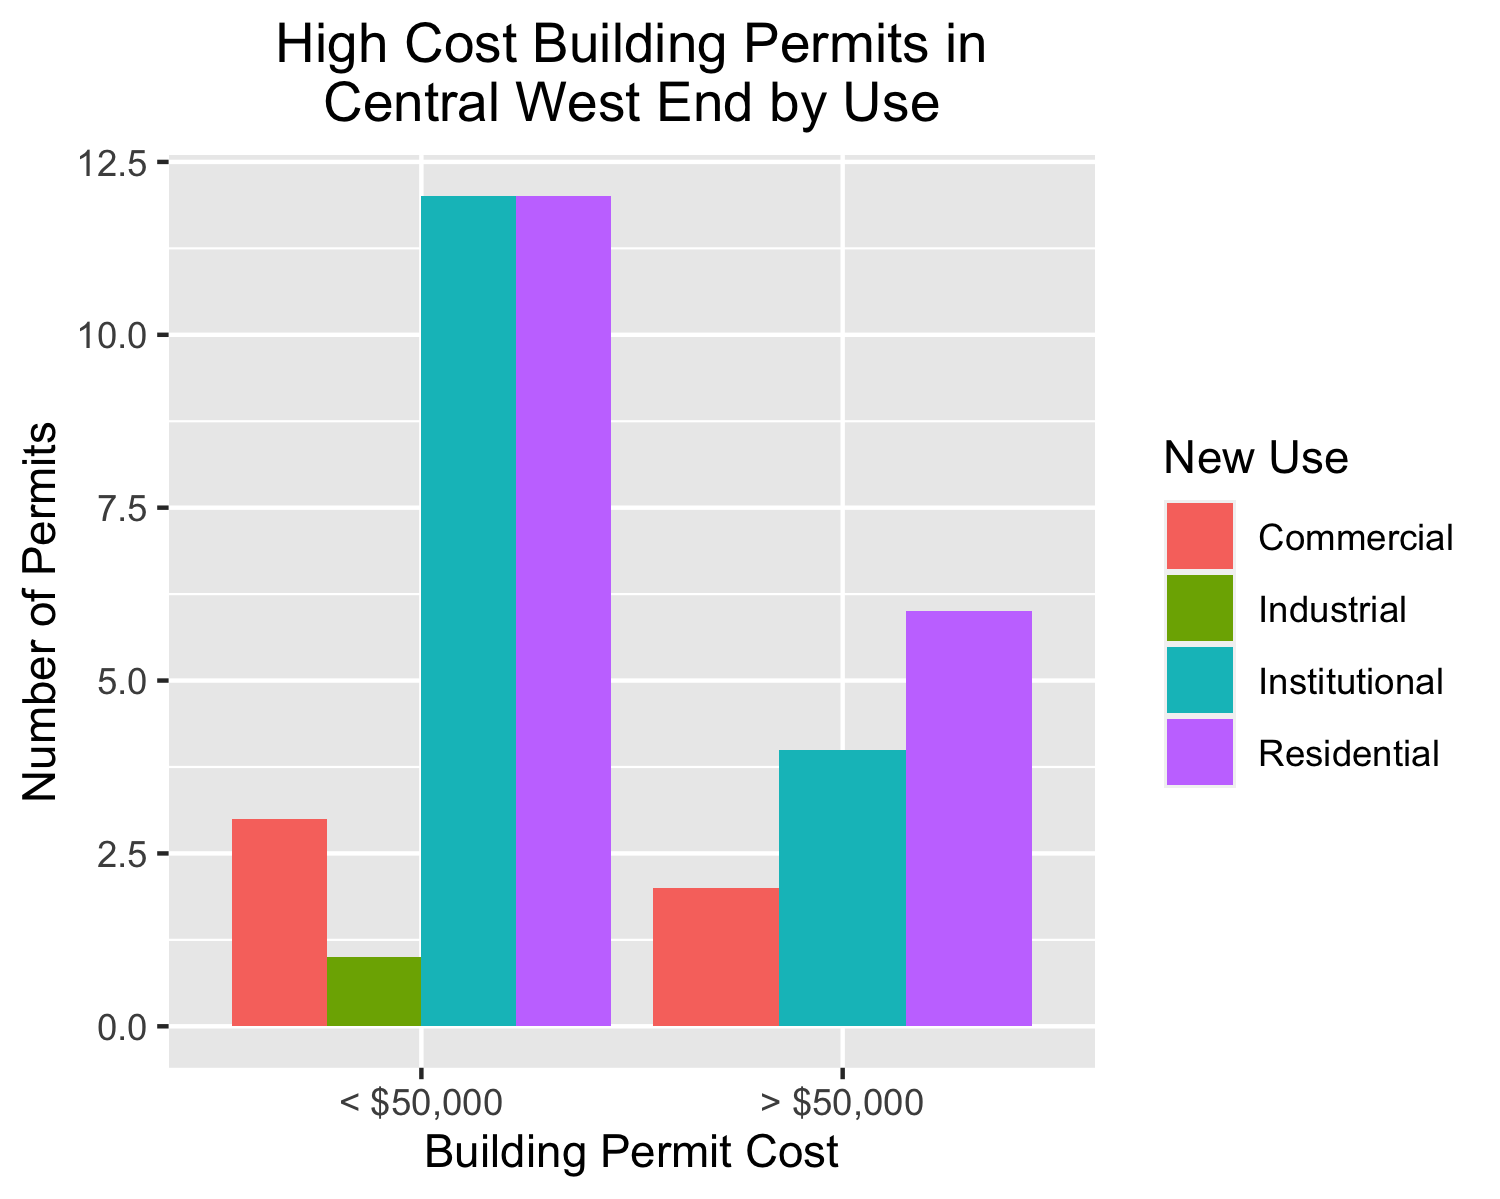 High Cost Building Permits in
Central West End by Use
12.5
10.0
7.5
5.0
2.5
0.0
Number of Permits
< $50,000
> $50,000
Building Permit Cost
New Use
Commercial
Industrial
Institutional
Residential